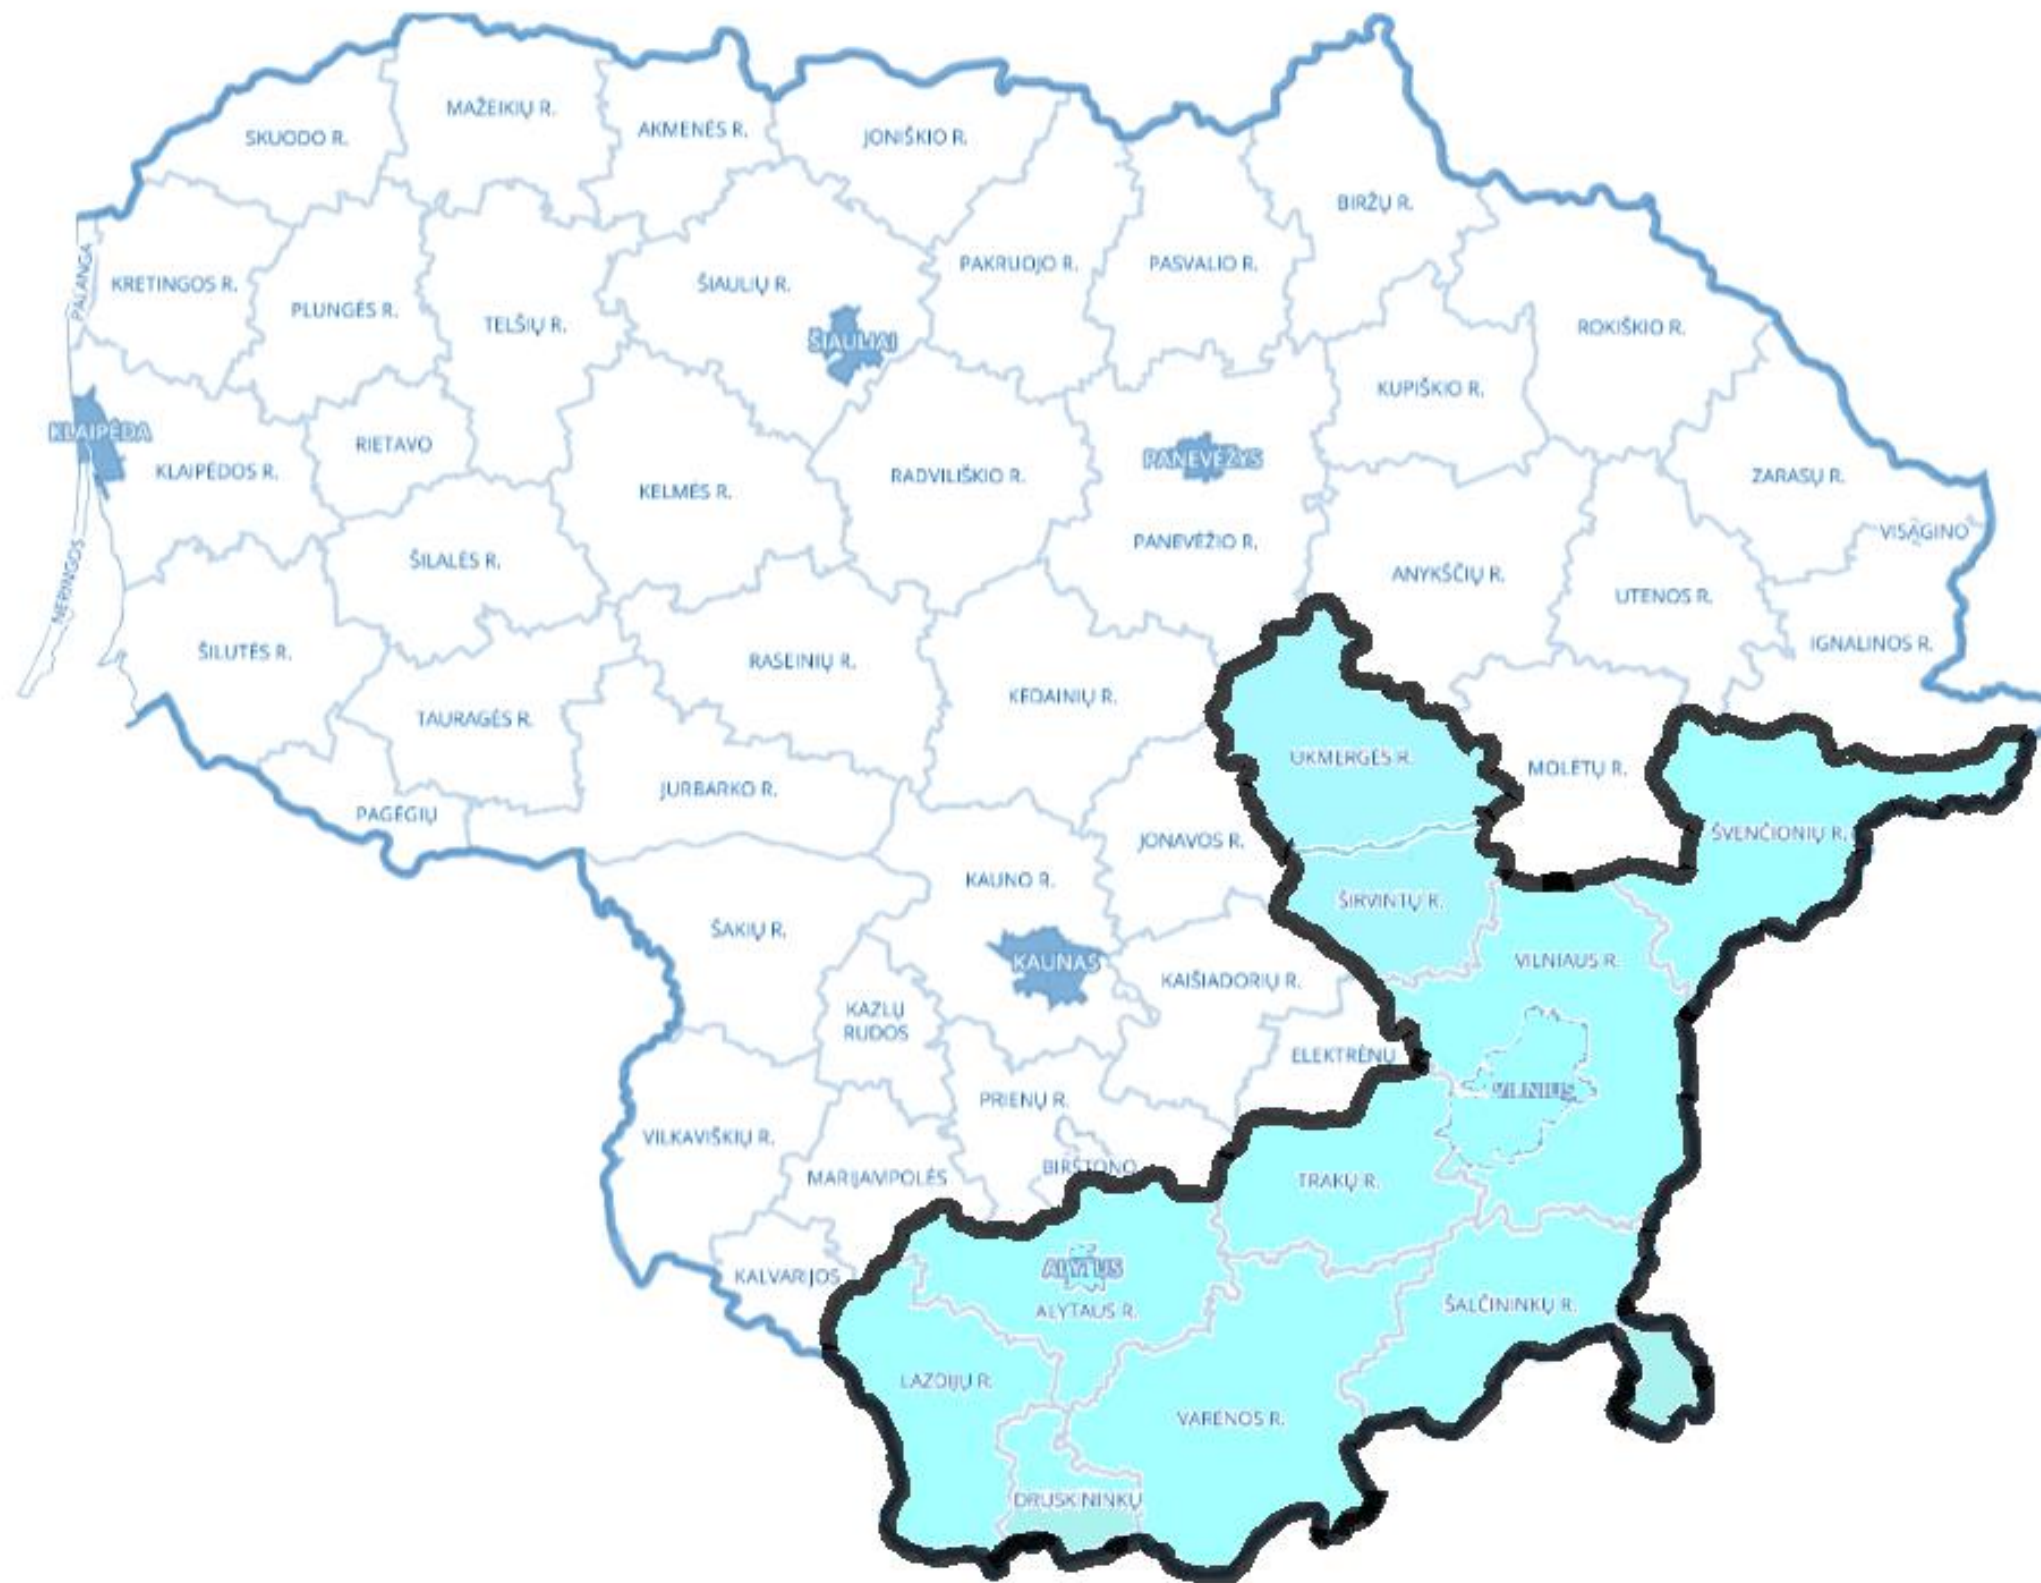 MAŽEIKIŲ R.
SKUODO R.
AKMENĖS R.
JONIŠKIO R.
BIRŽŲ R.
PALANGA
KRETINGOS R.
PLUNGĖS R.
TELŠIŲ R.
ŠIAULIŲ R.
PAKRUOJO R.
PASVALIO R.
ROKIŠKIO R.
ŠIAULIAI
KUPIŠKIO R.
KLAIPĖDA
RIETAVO
KLAIPĖDOS R.
KELMĖS R.
RADVILIŠKIO R.
PANEVĖŽYS
ZARASŲ R.
VISAGINO
PANEVĖŽIO R.
ŠILALĖS R.
ANYKŠČIŲ R.
UTENOS R.
NERINGOS
ŠILUTĖS R.
RASEINIŲ R.
IGNALINOS R.
KĖDAINIŲ R.
TAURAGĖS R.
UKMERGĖS R.
MOLĖTŲ R.
JURBARKO R.
PAGĖGIŲ
JONAVOS R.
ŠVENČIONIŲ R.
KAUNO R.
ŠIRVINTŲ R.
ŠAKIŲ R.
KAUNAS
KAIŠIADORIŲ R.
VILNIAUS R.
KAZLŲ
RUDOS
ELEKTRĖNŲ
PRIENŲ R.
VILNIUS
VILKAVIŠKIŲ R.
BIRŠTONO
MARIJAMPOLĖS
TRAKŲ R.
KALVARIJOS
ALYTUS
ALYTAUS R.
ŠALČININKŲ R.
LAZDIJŲ R.
VARĖNOS R.
DRUSKININKŲ